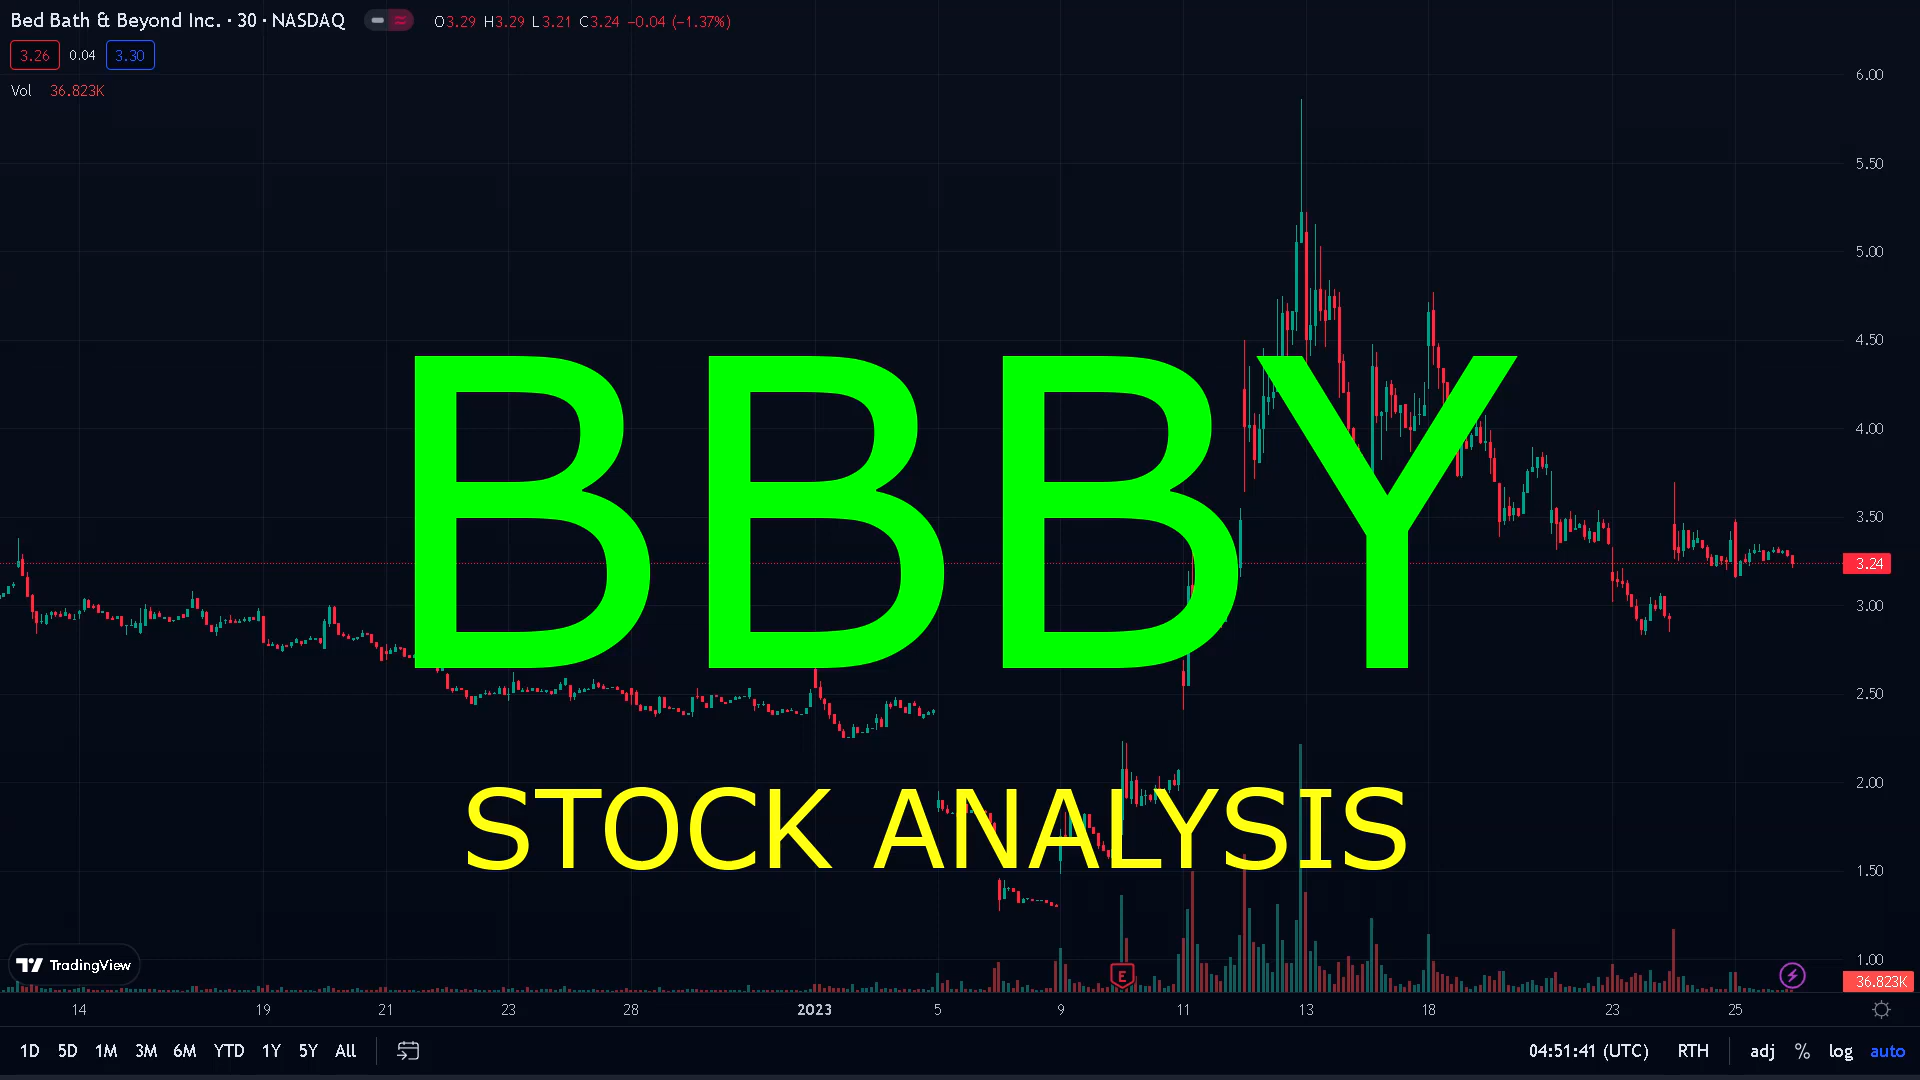 Bed Bath & Beyond Inc. · 30 · NASDAQ O3.29 H3.29 L3.21 C3.24 −0.04 (−1.37%)
3.26 0.04 3.30
Vol 36.823K
6.00
5.50
5.00
4.50
4.00
3.50
3.24
3.00
2.50
2.00
1.50
1.00
36.823K
BBBY
STOCK ANALYSIS
E
TradingView
14 19 21 23 28 2023 5 9 11 13 18 23 25
1D 5D 1M 3M 6M YTD 1Y 5Y All 04:51:41 (UTC) RTH adj % log auto